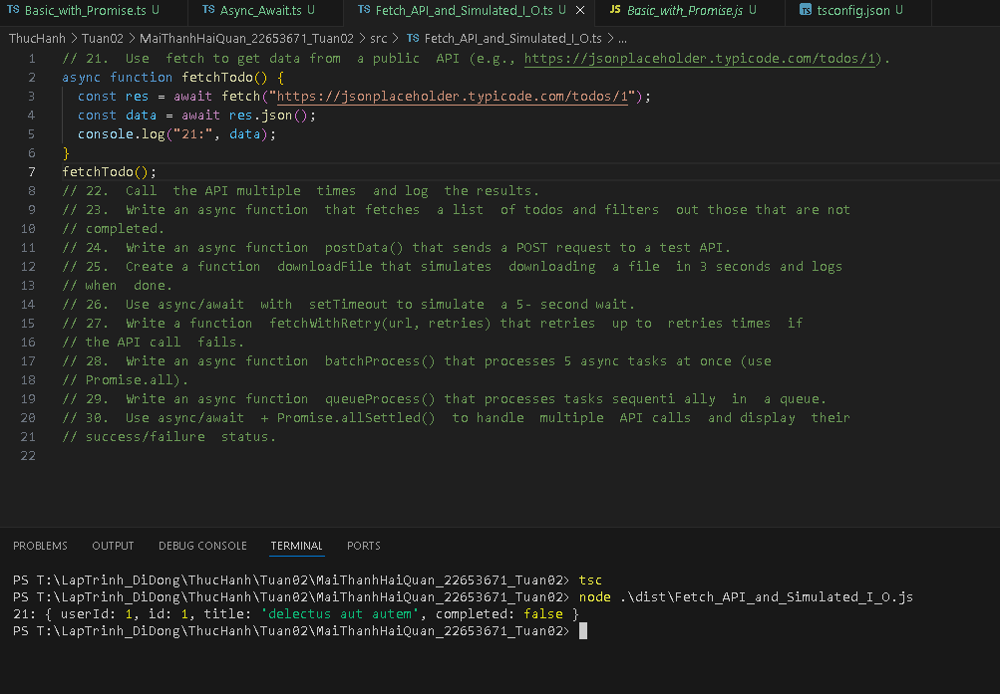 TS Basic_with_Promise.ts U TS Async_Await.ts U TS Fetch_API_and_Simulated_I_O.ts U × JS Basic_with_Promise.js U TS tsconfig.json U
ThucHanh > Tuan02 > MaiThanhHaiQuan_22653671_Tuan02 > src > TS Fetch_API_and_Simulated_I_O.ts > ...
1 // 21. Use fetch to get data from a public API (e.g., https://jsonplaceholder.typicode.com/todos/1).
2 async function fetchTodo() {
3 const res = await fetch("https://jsonplaceholder.typicode.com/todos/1");
4 const data = await res.json();
5 console.log("21:", data);
6 }
7 fetchTodo();
8 // 22. Call the API multiple times and log the results.
9 // 23. Write an async function that fetches a list of todos and filters out those that are not
10 // completed.
11 // 24. Write an async function postData() that sends a POST request to a test API.
12 // 25. Create a function downloadFile that simulates downloading a file in 3 seconds and logs
13 // when done.
14 // 26. Use async/await with setTimeout to simulate a 5- second wait.
15 // 27. Write a function fetchWithRetry(url, retries) that retries up to retries times if
16 // the API call fails.
17 // 28. Write an async function batchProcess() that processes 5 async tasks at once (use
18 // Promise.all).
19 // 29. Write an async function queueProcess() that processes tasks sequenti ally in a queue.
20 // 30. Use async/await + Promise.allSettled() to handle multiple API calls and display their
21 // success/failure status.
22
PROBLEMS OUTPUT DEBUG CONSOLE TERMINAL PORTS
PS T:\LapTrinh_DiDong\ThucHanh\Tuan02\MaiThanhHaiQuan_22653671_Tuan02> tsc
PS T:\LapTrinh_DiDong\ThucHanh\Tuan02\MaiThanhHaiQuan_22653671_Tuan02> node .\dist\Fetch_API_and_Simulated_I_O.js
21: { userId: 1, id: 1, title: 'delectus aut autem', completed: false }
PS T:\LapTrinh_DiDong\ThucHanh\Tuan02\MaiThanhHaiQuan_22653671_Tuan02>